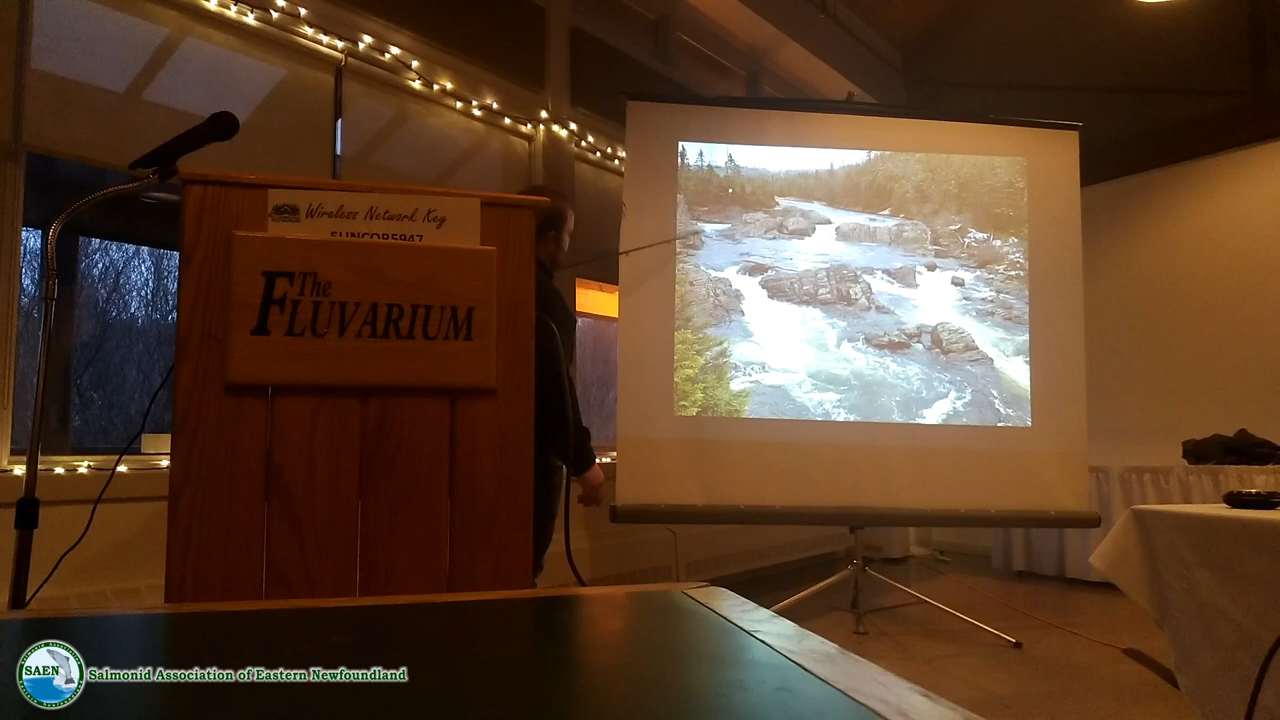 Wireless Network Key
The
FLUVARIUM
SAEN
Salmonid Association of Eastern Newfoundland